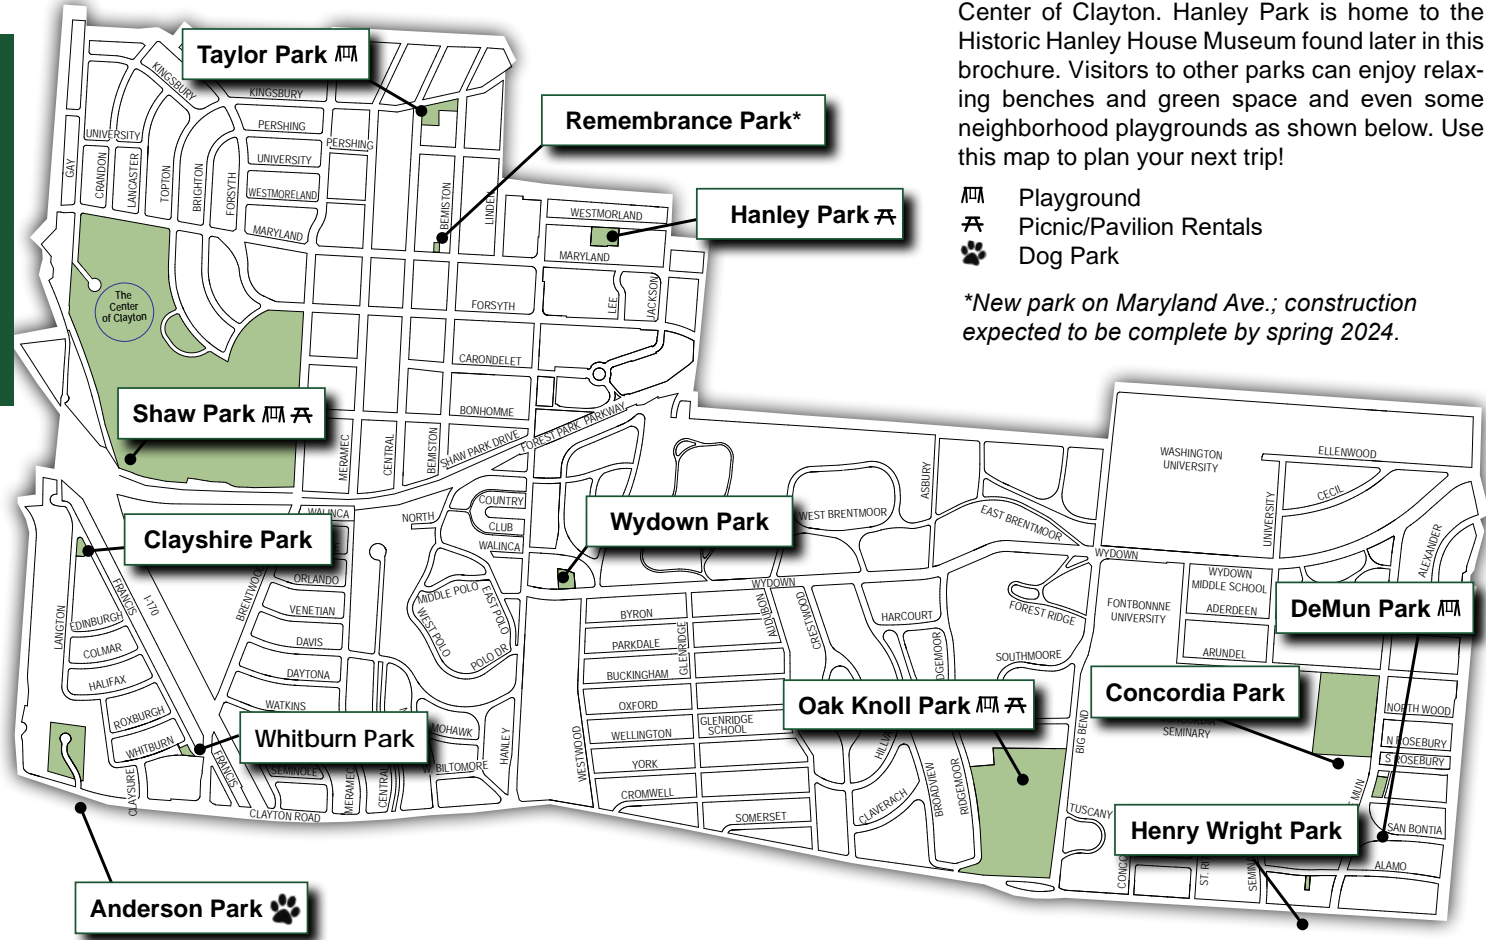 Center of Clayton. Hanley Park is home to the
Historic Hanley House Museum found later in this
brochure. Visitors to other parks can enjoy relax-
ing benches and green space and even some
neighborhood playgrounds as shown below. Use
this map to plan your next trip!
Playground
Picnic/Pavilion Rentals
Dog Park
*New park on Maryland Ave.; construction
expected to be complete by spring 2024.
Taylor Park
Remembrance Park*
Hanley Park
Shaw Park
Clayshire Park
Wydown Park
DeMun Park
Concordia Park
Oak Knoll Park
Whitburn Park
Henry Wright Park
Anderson Park
The
Center
of Clayton
KINGSBURY
KINGSBURY
PERSHING
PERSHING
UNIVERSITY
UNIVERSITY
WESTMORELAND
MARYLAND
GAY
CRANDON
LANCASTER
TOPTON
BRIGHTON
FORSYTH
BEMISTON
LINDEN
WESTMORLAND
MARYLAND
FORSYTH
LEE
JACKSON
CARONDELET
BONHOMME
MERAMEC
CENTRAL
BEMISTON
SHAW PARK DRIVE
FOREST PARK PARKWAY
WALINCA
NORTH
COUNTRY
CLUB
WALINCA
ORLANDO
VENETIAN
DAVIS
DAYTONA
WATKINS
SEMINOLE
MOHAWK
W. BILTOMORE
MIDDLE POLO
WEST POLO
EAST POLO
POLO DR.
HANLEY
BRENTWOOD
I-170
FRANCIS
FRANCIS
LANGTON
EDINBURGH
COLMAR
HALIFAX
ROXBURGH
WHITBURN
CLAYSURE
CLAYTON ROAD
MERAMEC
CENTRAL
WESTWOOD
BYRON
PARKDALE
BUCKINGHAM
OXFORD
WELLINGTON
YORK
CROMWELL
SOMERSET
GLENRIDGE
GLENRIDGE
SCHOOL
WYDOWN
AUDUBON
CRESTWOOD
HARCOURT
WEST BRENTMOOR
ASBURY
EAST BRENTMOOR
WYDOWN
FOREST RIDGE
SOUTHMOORE
BIG BEND
CLAVERACH
BROADVIEW
RIDGEMOOR
TUSCANY
WASHINGTON
UNIVERSITY
ELLENWOOD
CECIL
UNIVERSITY
ALEXANDER
WYDOWN
MIDDLE SCHOOL
ADERDEEN
ARUNDEL
FONTBONNNE
UNIVERSITY
SEMINARY
NORTH WOOD
N ROSEBURY
S ROSEBURY
SAN BONTIA
ALAMO